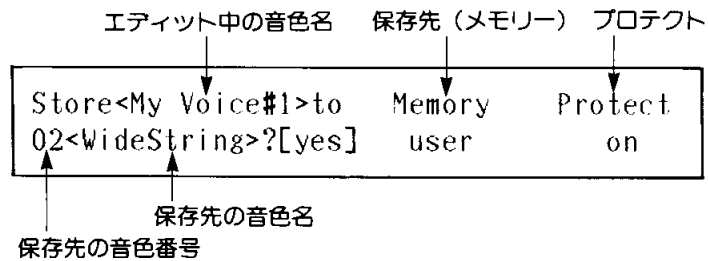 エディット中の音色名 保存先（メモリー） プロテクト
Store<My Voice#1>to Memory Protect
02<WideString>?[yes] user on
保存先の音色名
保存先の音色番号